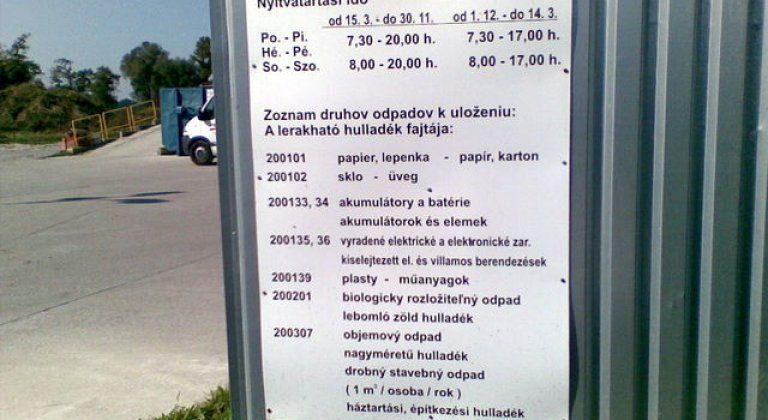 Nyitvatartási idő
od 15. 3. - do 30. 11. od 1. 12. - do 14. 3.
Po. - Pi. 7,30 - 20,00 h. 7,30 - 17,00 h.
Hé. - Pé.
So. - Szo. 8,00 - 20,00 h. 8,00 - 17,00 h.
Zoznam druhov odpadov k uloženiu:
A lerakható hulladék fajtája:
200101 papier, lepenka - papír, karton
200102 sklo - üveg
200133, 34 akumulátory a batérie
akumulátorok és elemek
200135, 36 vyradené elektrické a elektronické zar.
kiselejtezett el. és villamos berendezések
200139 plasty - műanyagok
200201 biologicky rozložiteľný odpad
lebomló zöld hulladék
200307 objemový odpad
nagyméretű hulladék
drobný stavebný odpad
( 1 m³ / osoba / rok )
háztartási, építkezési hulladék